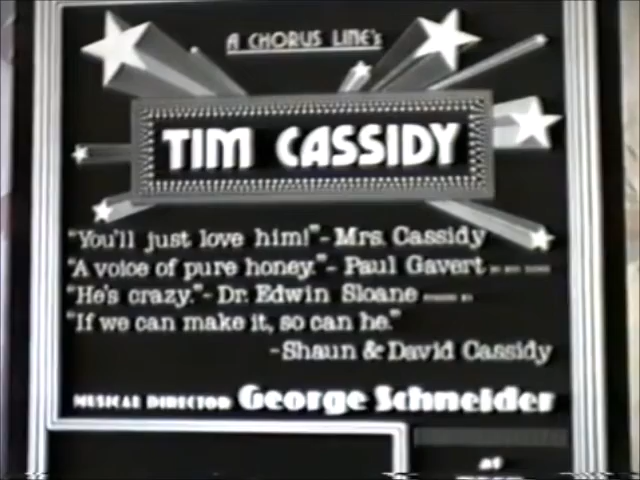 A CHORUS LINE's
TIM CASSIDY
"You'll just love him!"- Mrs. Cassidy
"A voice of pure honey."- Paul Gavert
"He's crazy."- Dr. Edwin Sloane
"If we can make it, so can he."
-Shaun & David Cassidy
MUSICAL DIRECTOR George Schneider
at